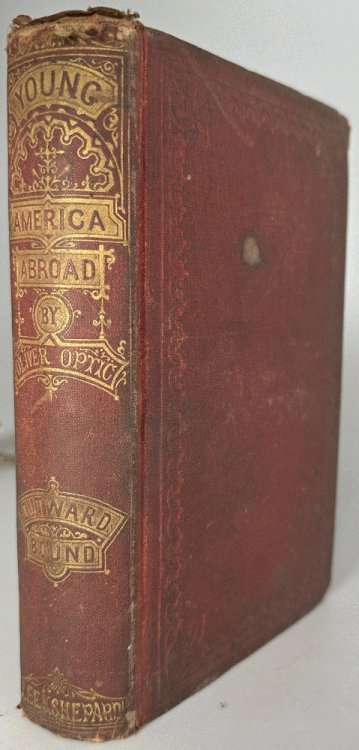 YOUNG
AMERICA
ABROAD
BY
OLIVER OPTIC
OUTWARD
BOUND
LEE & SHEPARD